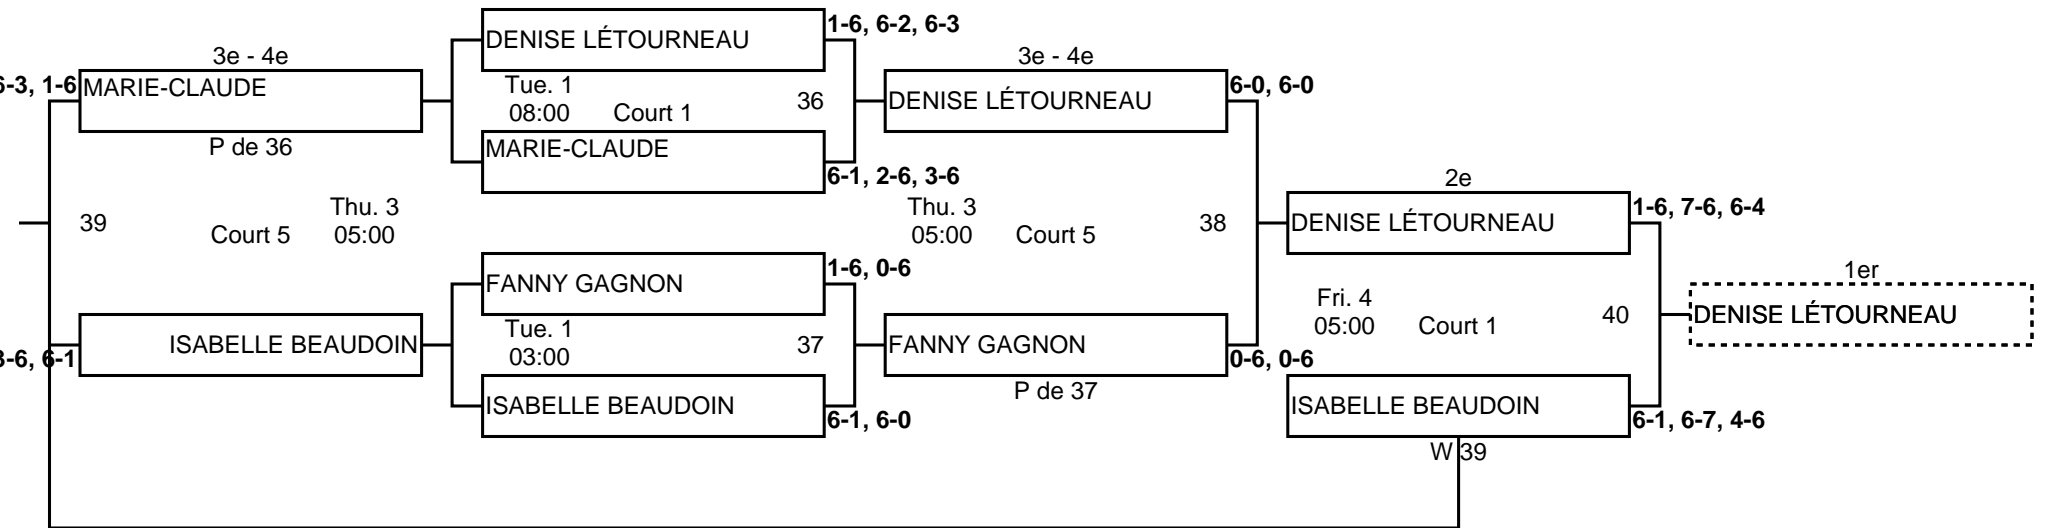 1-6, 6-2, 6-3
DENISE LÉTOURNEAU
3e - 4e
3e - 4e
Tue. 1
6-3, 1-6
MARIE-CLAUDE
6-0, 6-0
36
DENISE LÉTOURNEAU
08:00
Court 1
P de 36
MARIE-CLAUDE
6-1, 2-6, 3-6
2e
Thu. 3
Thu. 3
1-6, 7-6, 6-4
39
38
DENISE LÉTOURNEAU
Court 5
05:00
05:00
Court 5
1-6, 0-6
1er
FANNY GAGNON
Fri. 4
40
DENISE LÉTOURNEAU
Tue. 1
05:00
Court 1
ISABELLE BEAUDOIN
37
FANNY GAGNON
3-6, 6-1
03:00
0-6, 0-6
P de 37
ISABELLE BEAUDOIN
ISABELLE BEAUDOIN
6-1, 6-0
6-1, 6-7, 4-6
W 39